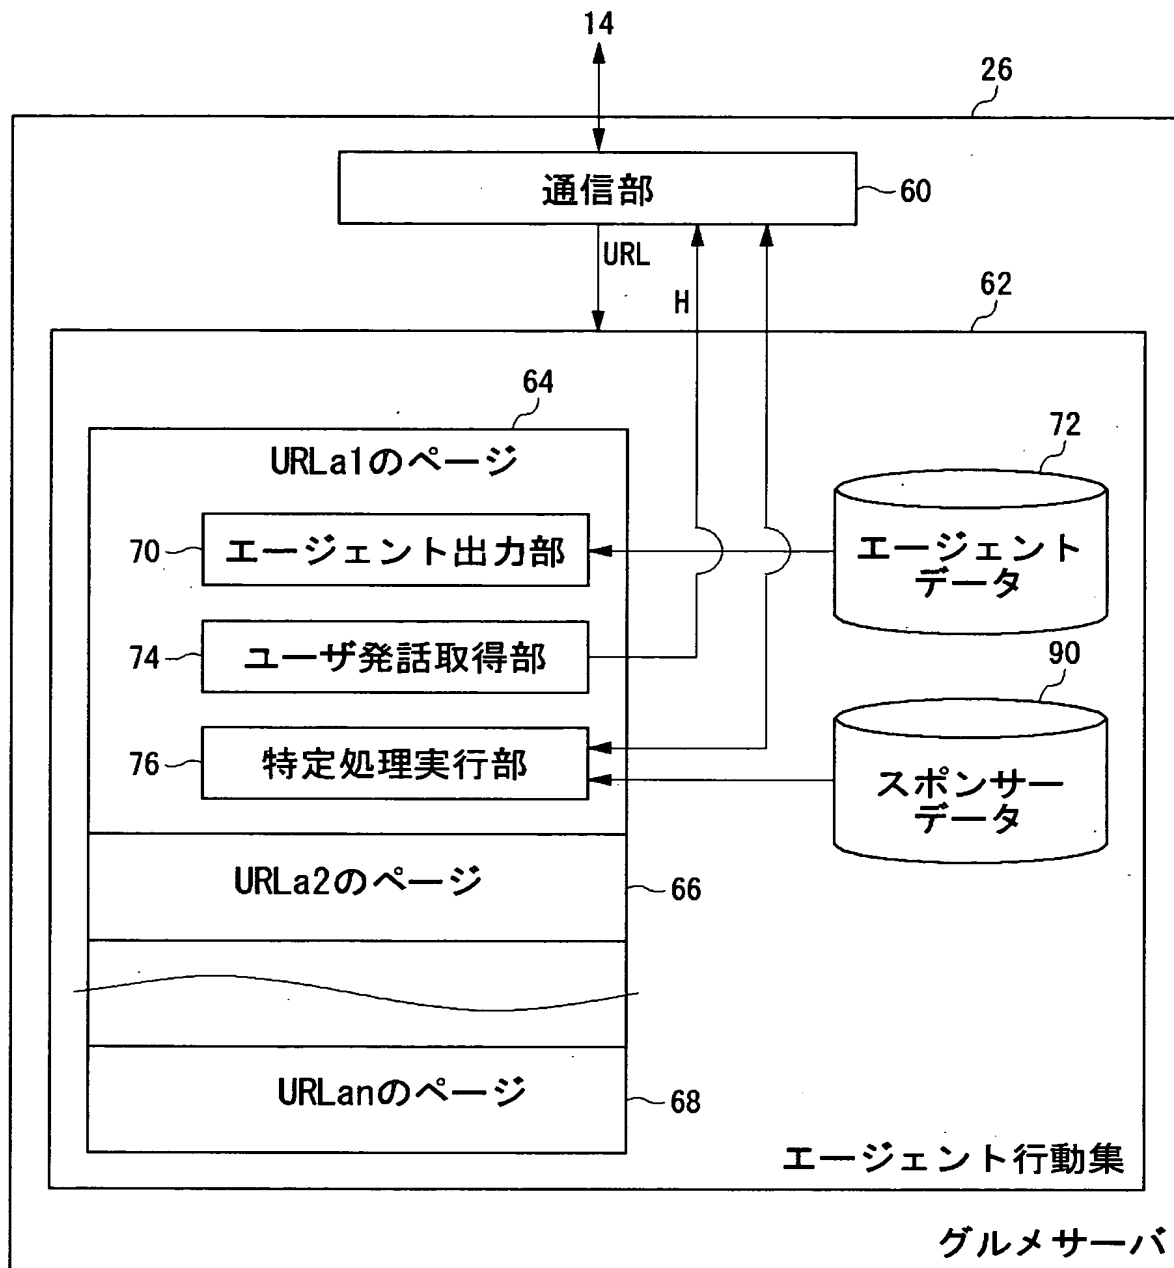 14
26
通信部
60
URL
H
62
64
URLa1のページ
72
70
エージェント出力部
エージェント
データ
74
ユーザ発話取得部
90
76
特定処理実行部
スポンサー
データ
URLa2のページ
66
URLanのページ
68
エージェント行動集
グルメサーバ